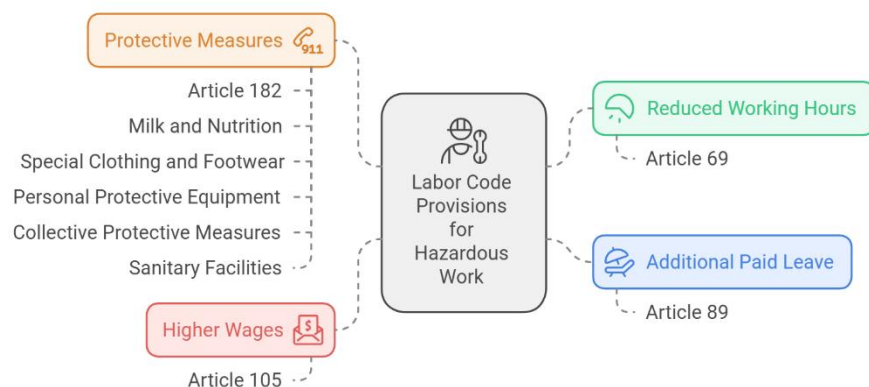 Protective Measures
911
Article 182
Milk and Nutrition
Special Clothing and Footwear
Personal Protective Equipment
Collective Protective Measures
Sanitary Facilities
Higher Wages
$
Article 105
Labor Code
Provisions
for
Hazardous
Work
Reduced Working Hours
Article 69
Additional Paid Leave
Article 89